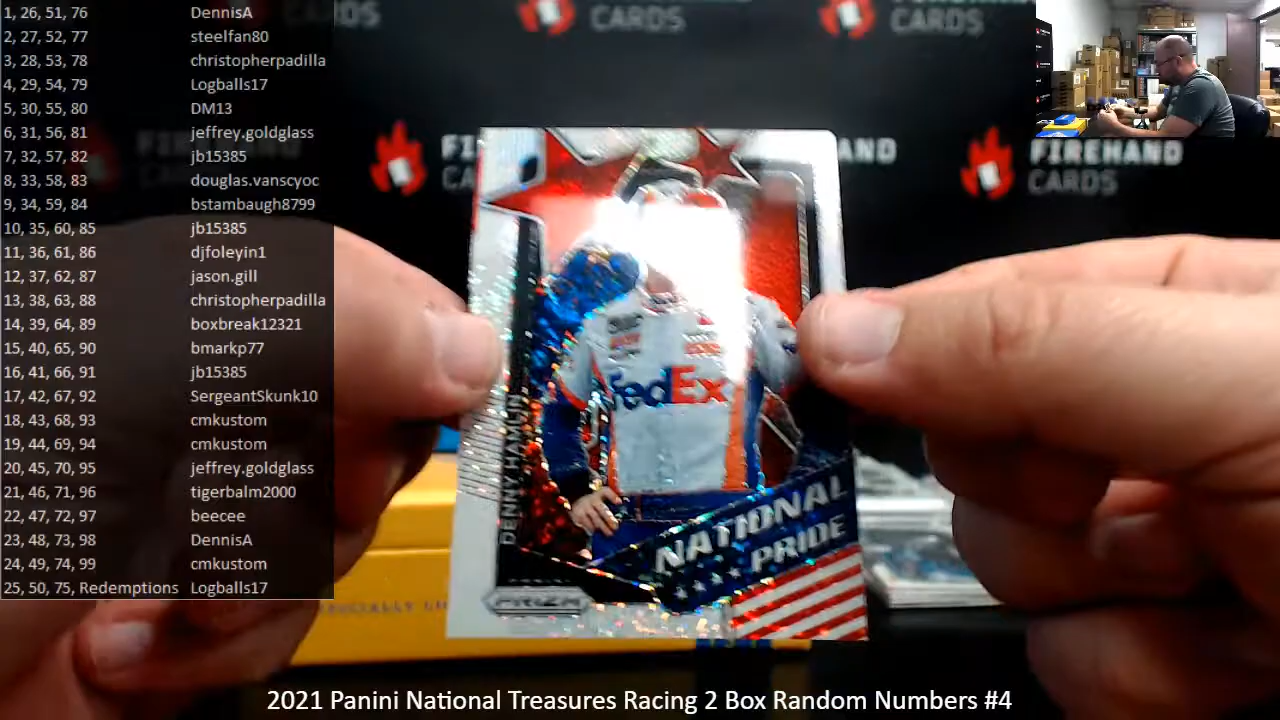 1, 26, 51, 76 DennisA
2, 27, 52, 77 steelfan80
3, 28, 53, 78 christopherpadilla
4, 29, 54, 79 Logballs17
5, 30, 55, 80 DM13
6, 31, 56, 81 jeffrey.goldglass
7, 32, 57, 82 jb15385
8, 33, 58, 83 douglas.vanscyoc
9, 34, 59, 84 bstambaugh8799
10, 35, 60, 85 jb15385
11, 36, 61, 86 djfoleyin1
12, 37, 62, 87 jason.gill
13, 38, 63, 88 christopherpadilla
14, 39, 64, 89 boxbreak12321
15, 40, 65, 90 bmarkp77
16, 41, 66, 91 jb15385
17, 42, 67, 92 SergeantSkunk10
18, 43, 68, 93 cmkustom
19, 44, 69, 94 cmkustom
20, 45, 70, 95 jeffrey.goldglass
21, 46, 71, 96 tigerbalm2000
22, 47, 72, 97 beecee
23, 48, 73, 98 DennisA
24, 49, 74, 99 cmkustom
25, 50, 75, Redemptions Logballs17
CARDS
CARDS
FIREHAND
CARDS
FedEx
DENNY HAMLIN
NATIONAL
PRIDE
PRIZM
2021 Panini National Treasures Racing 2 Box Random Numbers #4